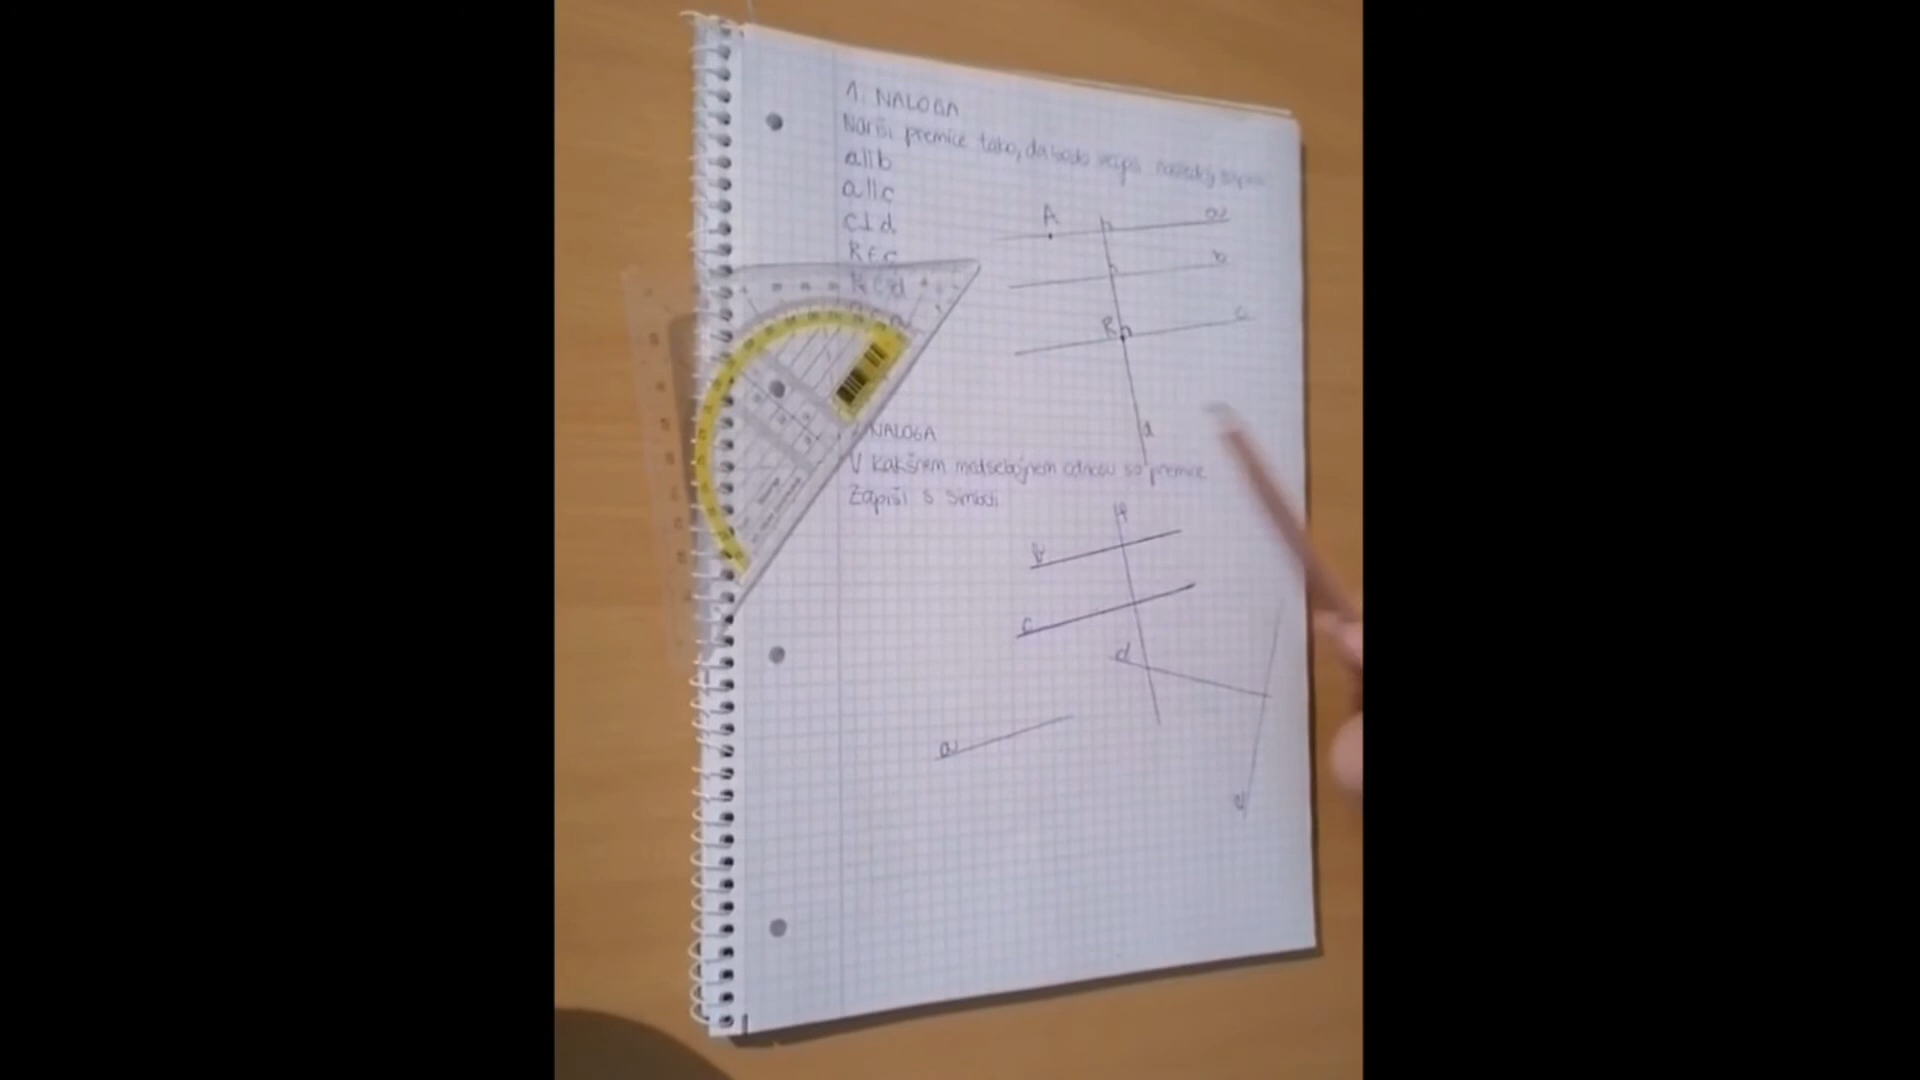 1. NALOGA
Nariši premice tako, da bodo
a∥b
a∥c
c⊥d
R∈c
A
a
b
R
c
d
NALOGA
V kakšnem medsebojnem odnosu so premice
Zapiši s simboli
f
b
c
d
a